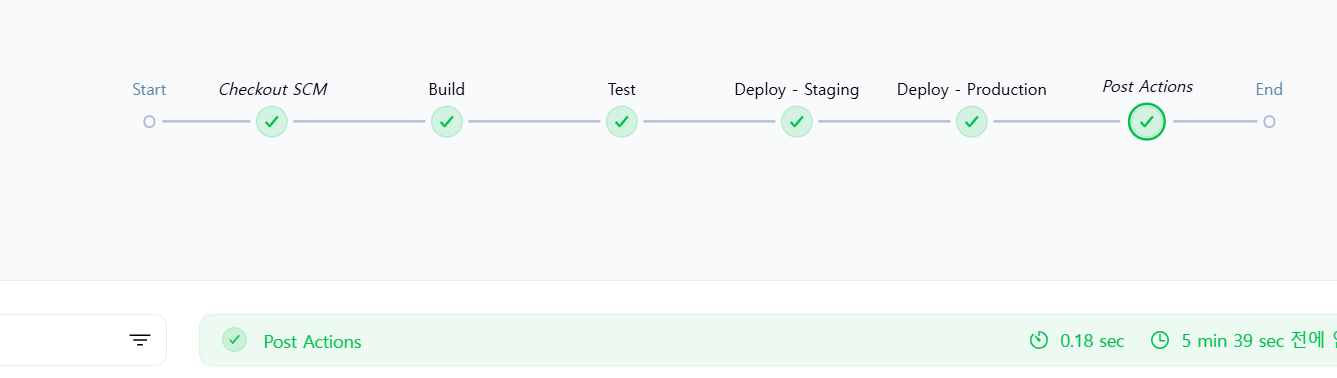 Start Checkout SCM Build Test Deploy - Staging Deploy - Production Post Actions End
Post Actions 0.18 sec 5 min 39 sec 전에